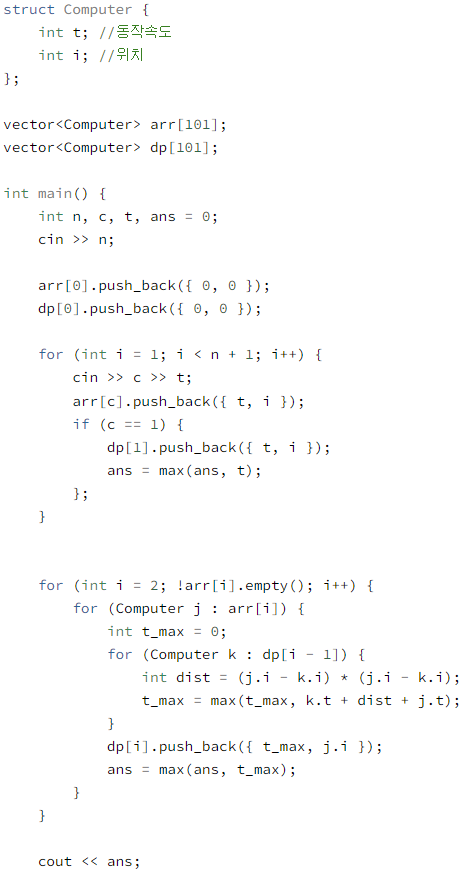 struct Computer {
    int t; //동작속도
    int i; //위치
};

vector<Computer> arr[101];
vector<Computer> dp[101];

int main() {
    int n, c, t, ans = 0;
    cin >> n;

    arr[0].push_back({ 0, 0 });
    dp[0].push_back({ 0, 0 });

    for (int i = 1; i < n + 1; i++) {
        cin >> c >> t;
        arr[c].push_back({ t, i });
        if (c == 1) {
            dp[1].push_back({ t, i });
            ans = max(ans, t);
        };
    }


    for (int i = 2; !arr[i].empty(); i++) {
        for (Computer j : arr[i]) {
            int t_max = 0;
            for (Computer k : dp[i - 1]) {
                int dist = (j.i - k.i) * (j.i - k.i);
                t_max = max(t_max, k.t + dist + j.t);
            }
            dp[i].push_back({ t_max, j.i });
            ans = max(ans, t_max);
        }
    }

    cout << ans;